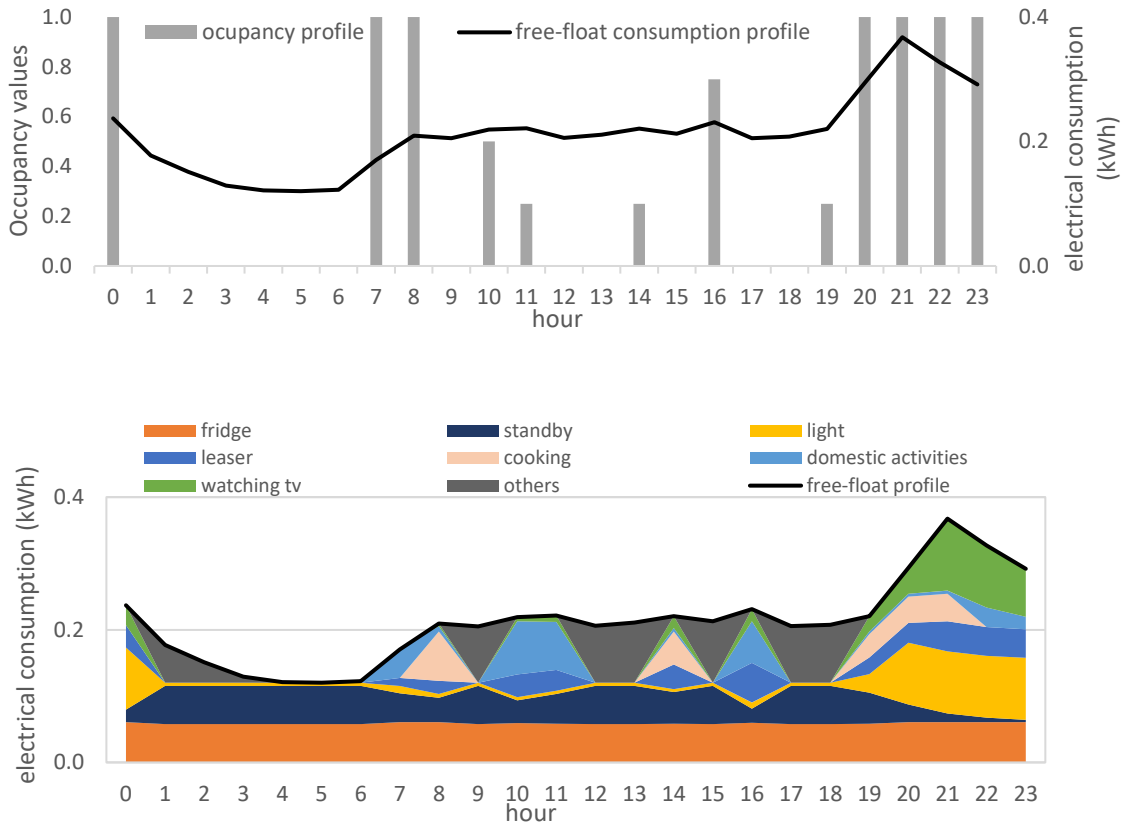 1.0
0.8
0.6
0.4
0.2
0.0
Occupancy values
ocupancy profile
free-float consumption profile
0.4
0.2
0.0
electrical consumption
(kWh)
0 1 2 3 4 5 6 7 8 9 10 11 12 13 14 15 16 17 18 19 20 21 22 23
hour
fridge standby light
leaser cooking domestic activities
watching tv others free-float profile
0.4
0.2
0.0
electrical consumption (kWh)
0 1 2 3 4 5 6 7 8 9 10 11 12 13 14 15 16 17 18 19 20 21 22 23
hour